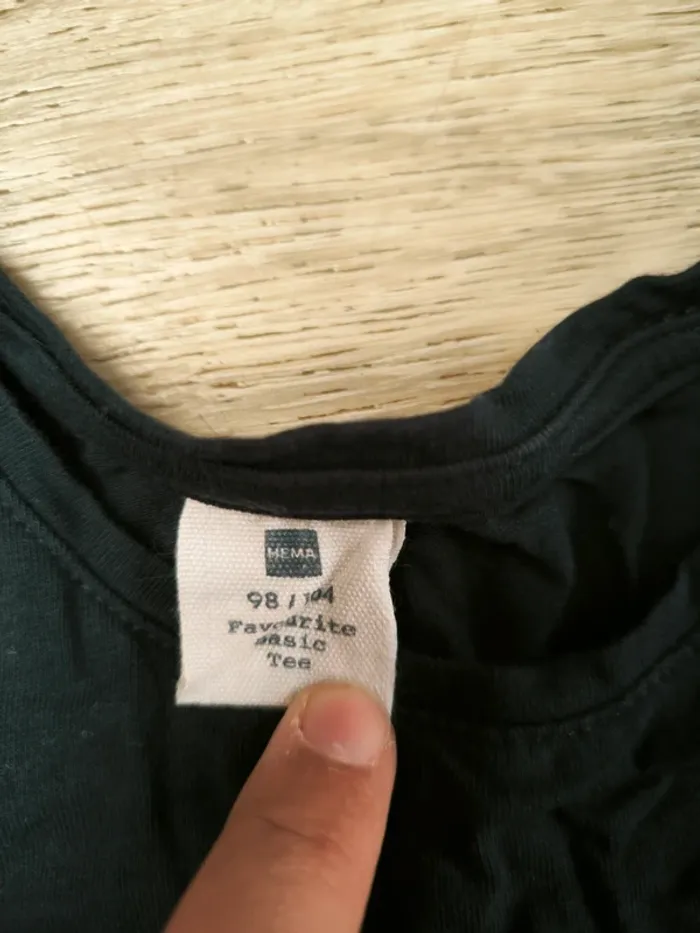 HEMA
98 / 104
Favourite
Basic
Tee